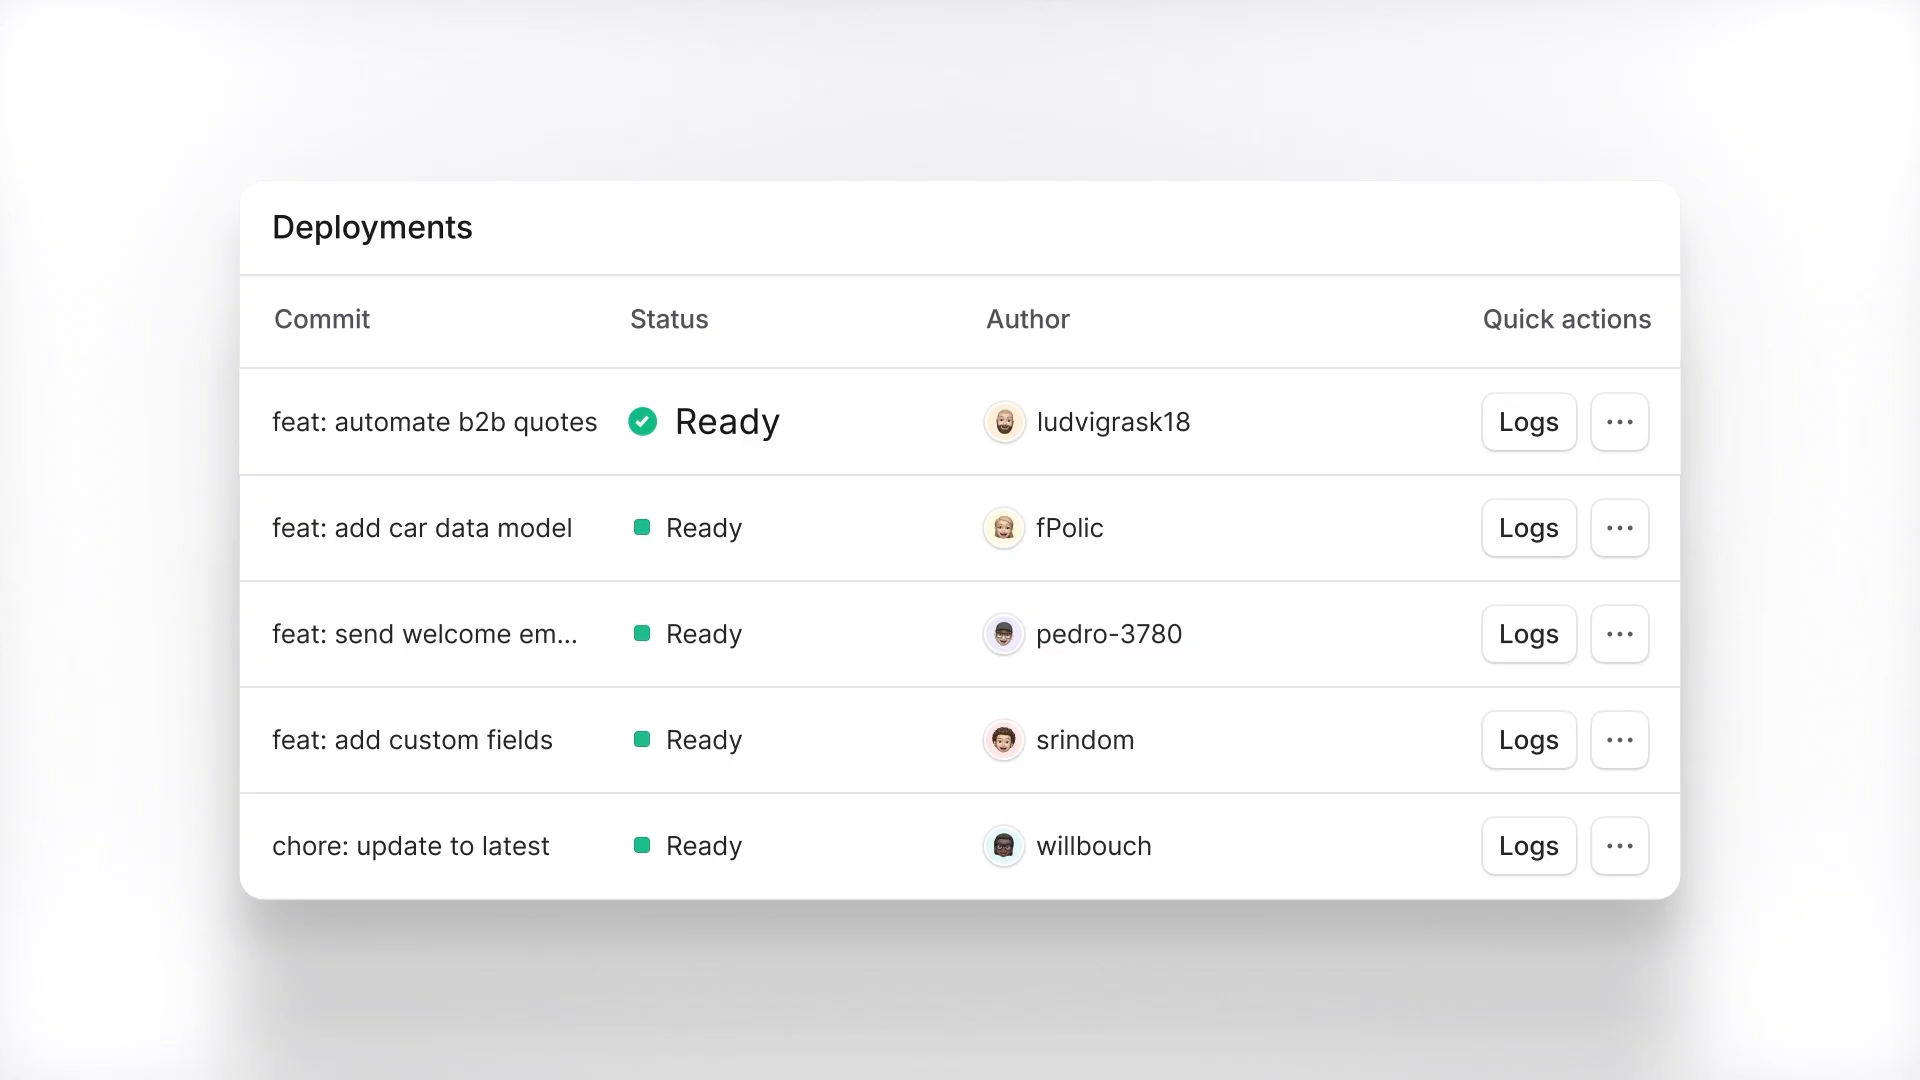 Deployments
Commit Status Author Quick actions
feat: automate b2b quotes Ready ludvigrask18 Logs ...
feat: add car data model Ready fPolic Logs ...
feat: send welcome em... Ready pedro-3780 Logs ...
feat: add custom fields Ready srindom Logs ...
chore: update to latest Ready willbouch Logs ...